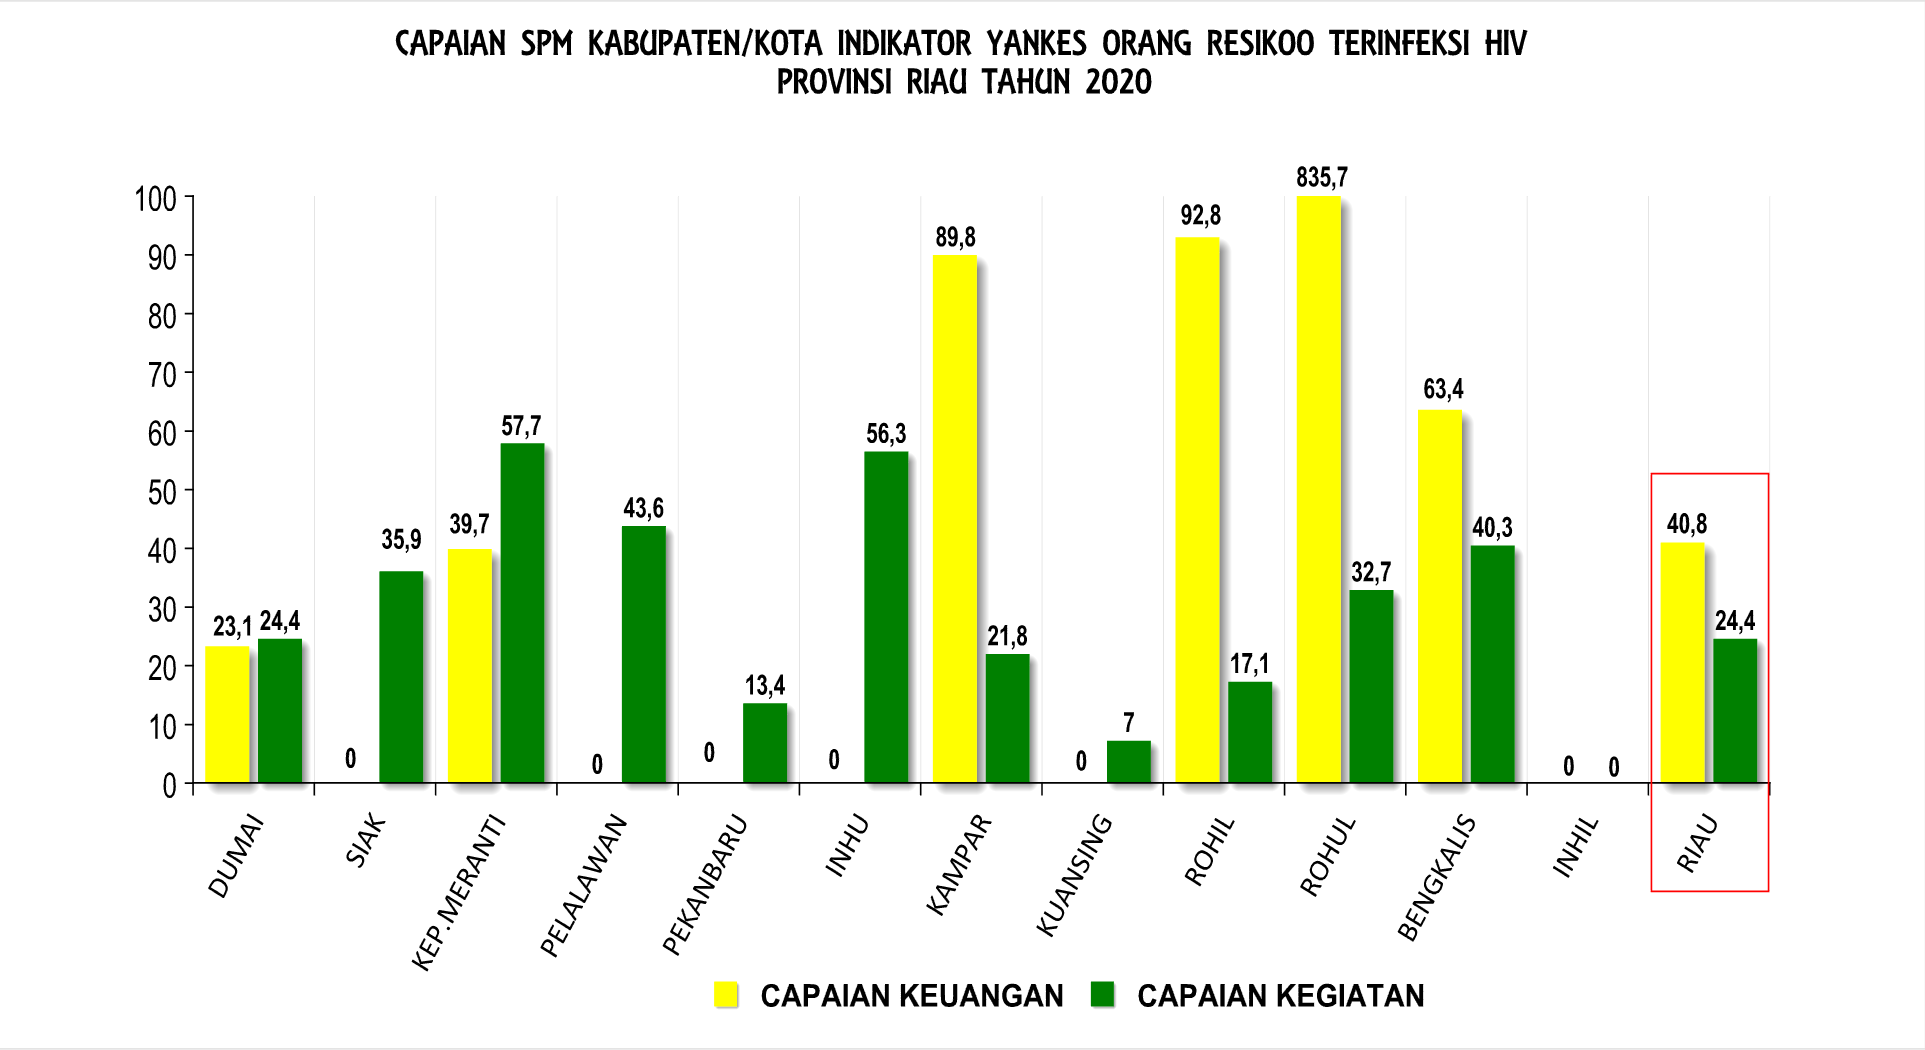 CAPAIAN SPM KABUPATEN/KOTA INDIKATOR YANKES ORANG RESIKOO TERINFEKSI HIV
PROVINSI RIAU TAHUN 2020
100
90
80
70
60
50
40
30
20
10
0
23,1
24,4
0
35,9
39,7
57,7
0
43,6
0
13,4
0
56,3
89,8
21,8
0
7
92,8
17,1
835,7
32,7
63,4
40,3
0
0
40,8
24,4
DUMAI
SIAK
KEP.MERANTI
PELALAWAN
PEKANBARU
INHU
KAMPAR
KUANSING
ROHIL
ROHUL
BENGKALIS
INHIL
RIAU
CAPAIAN KEUANGAN
CAPAIAN KEGIATAN